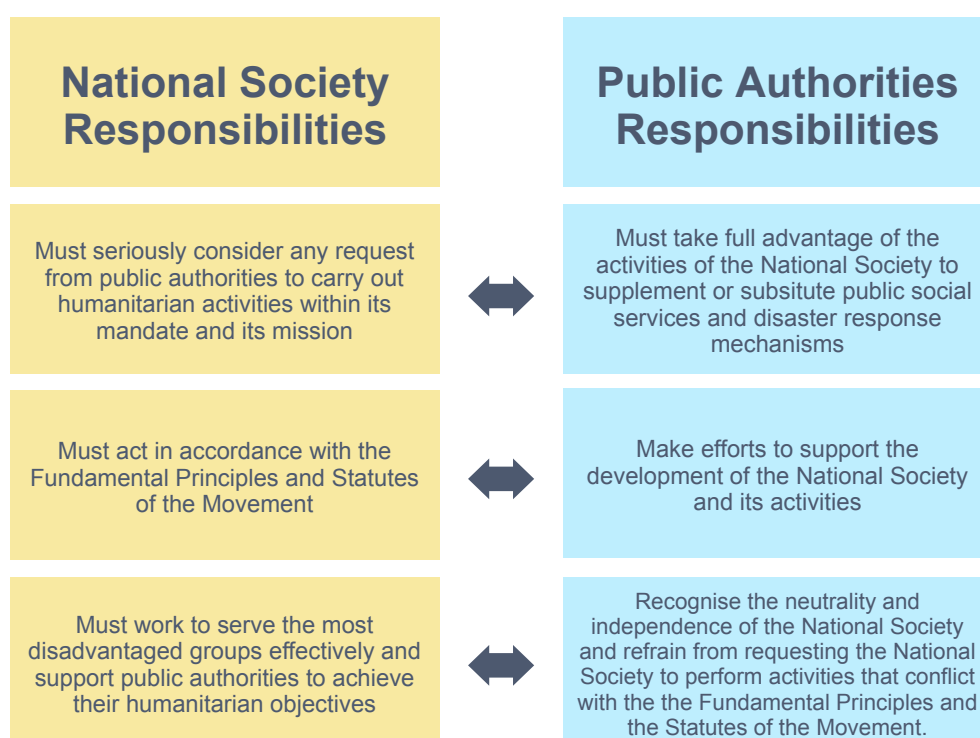 National Society
Responsibilities
Public Authorities
Responsibilities
Must seriously consider any request
from public authorities to carry out
humanitarian activities within its
mandate and its mission
Must take full advantage of the
activities of the National Society to
supplement or subsitute public social
services and disaster response
mechanisms
Must act in accordance with the
Fundamental Principles and Statutes
of the Movement
Make efforts to support the
development of the National Society
and its activities
Must work to serve the most
disadvantaged groups effectively and
support public authorities to achieve
their humanitarian objectives
Recognise the neutrality and
independence of the National Society
and refrain from requesting the National
Society to perform activities that conflict
with the the Fundamental Principles and
the Statutes of the Movement.